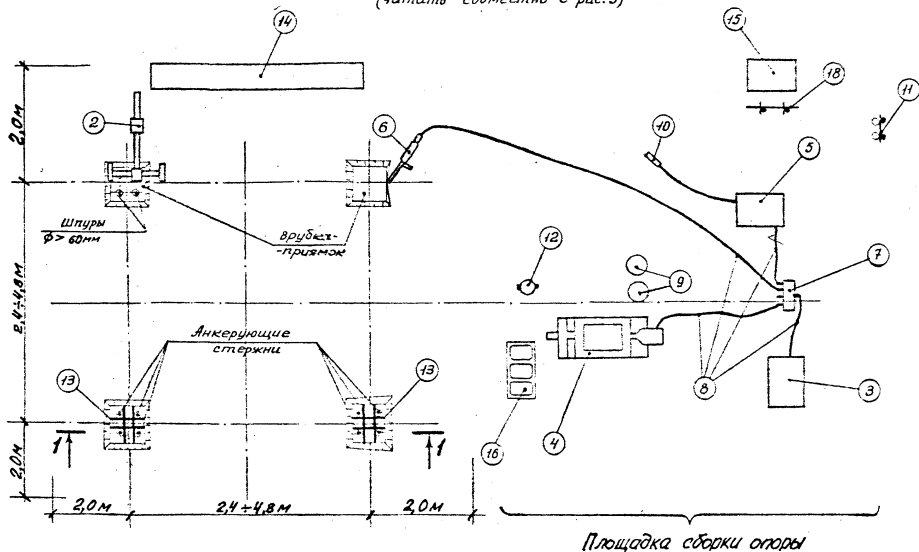 (читать совместно с рис. 3)
14
15
18
11
2
6
10
5
2,0м
Шпуры
ф > 60мм
Врубка-
-приямок
12
9
7
2,4÷4,8м
Анкерующие
стержни
13
13
8
3
4
16
1
1
2,0м
2,0м
2,4÷4,8м
2,0м
Площадка сборки опоры